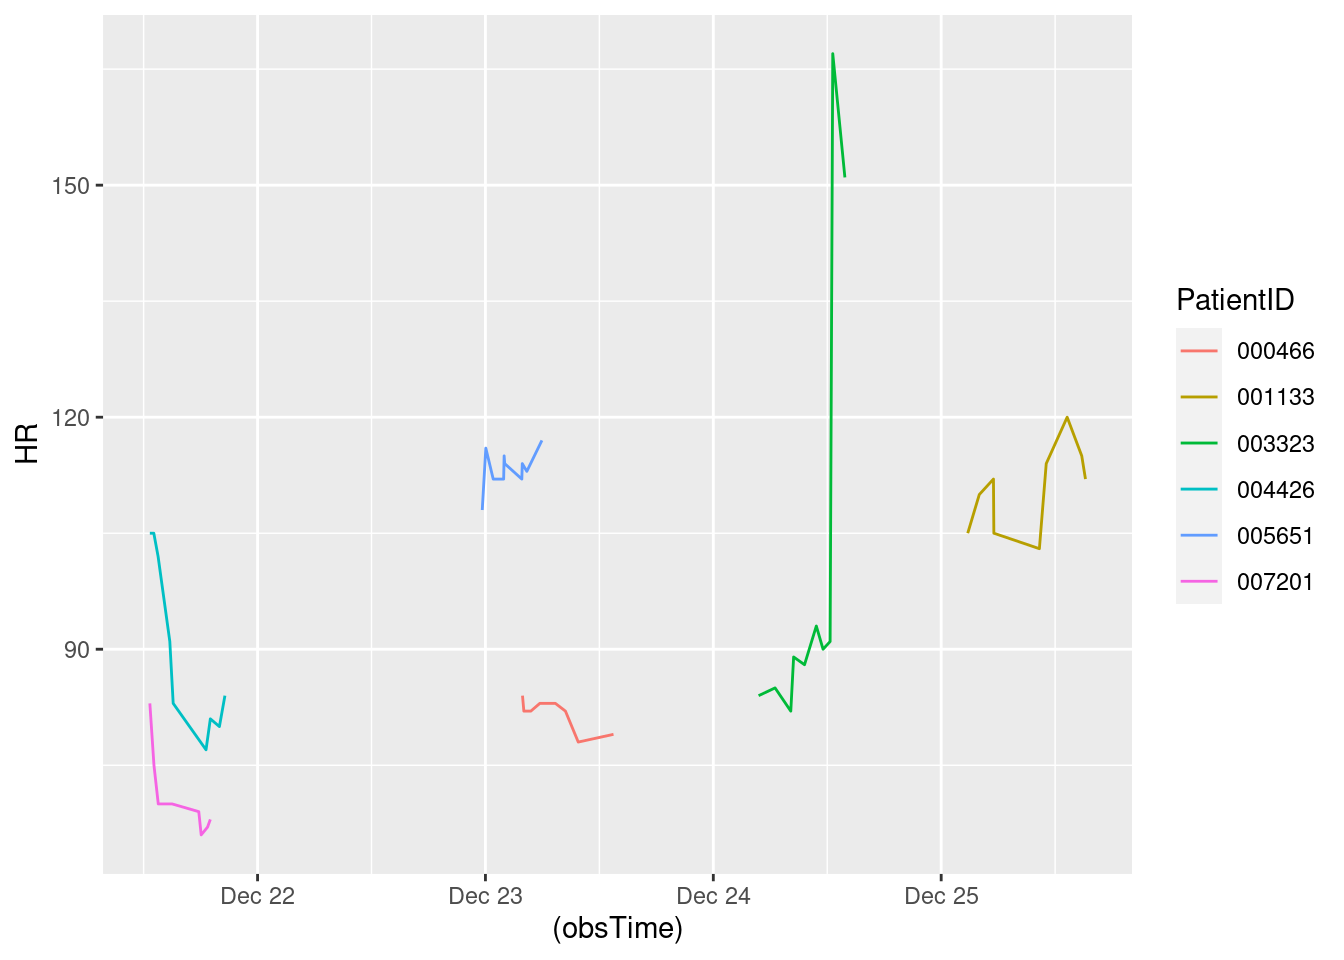 150
120
90
HR
Dec 22
Dec 23
Dec 24
Dec 25
(obsTime)
PatientID
000466
001133
003323
004426
005651
007201